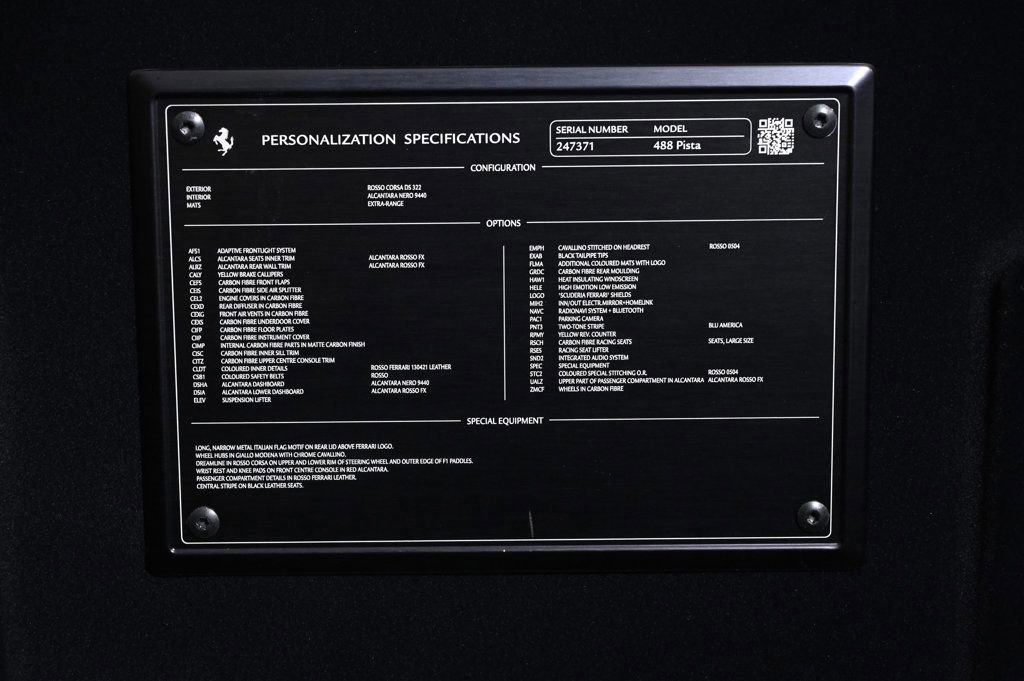 PERSONALIZATION SPECIFICATIONS
SERIAL NUMBER MODEL
247371 488 Pista
CONFIGURATION
EXTERIOR ROSSO CORSA DS 322
INTERIOR ALCANTARA NERO 9440
MATS EXTRA-RANGE
OPTIONS
AFS1 ADAPTIVE FRONTLIGHT SYSTEM
ALCS ALCANTARA SEATS INNER TRIM ALCANTARA ROSSO FX
ALRZ ALCANTARA REAR WALL TRIM ALCANTARA ROSSO FX
CALY YELLOW BRAKE CALLIPERS
CEFS CARBON FIBRE FRONT FLAPS
CEIS CARBON FIBRE SIDE AIR SPLITTER
CEL2 ENGINE COVERS IN CARBON FIBRE
CEXD REAR DIFFUSER IN CARBON FIBRE
CEXG FRONT AIR VENTS IN CARBON FIBRE
CEXS CARBON FIBRE UNDERDOOR COVER
CIFP CARBON FIBRE FLOOR PLATES
CIIP CARBON FIBRE INSTRUMENT COVER
CIMP INTERNAL CARBON FIBRE PARTS IN MATTE CARBON FINISH
CISC CARBON FIBRE INNER SILL TRIM
CITZ CARBON FIBRE UPPER CENTRE CONSOLE TRIM
CLDT COLOURED INNER DETAILS ROSSO FERRARI 130421 LEATHER
CSB1 COLOURED SAFETY BELTS ROSSO
DSHA ALCANTARA DASHBOARD ALCANTARA NERO 9440
DSIA ALCANTARA LOWER DASHBOARD ALCANTARA ROSSO FX
ELEV SUSPENSION LIFTER
EMPH CAVALLINO STITCHED ON HEADREST ROSSO 0504
EXAB BLACK TAILPIPE TIPS
FLMA ADDITIONAL COLOURED MATS WITH LOGO
GRDC CARBON FIBRE REAR MOULDING
HAW1 HEAT INSULATING WINDSCREEN
HELE HIGH EMOTION LOW EMISSION
LOGO "SCUDERIA FERRARI" SHIELDS
MIH2 INN/OUT ELECTR.MIRROR+HOMELINK
NAVC RADIONAVI SYSTEM + BLUETOOTH
PAC1 PARKING CAMERA
PNT3 TWO-TONE STRIPE BLU AMERICA
RPMY YELLOW REV. COUNTER
RSCH CARBON FIBRE RACING SEATS SEATS, LARGE SIZE
RSES RACING SEAT LIFTER
SND2 INTEGRATED AUDIO SYSTEM
SPEC SPECIAL EQUIPMENT
STC2 COLOURED SPECIAL STITCHING O.R. ROSSO 0504
UALZ UPPER PART OF PASSENGER COMPARTMENT IN ALCANTARA ALCANTARA ROSSO FX
ZMCF WHEELS IN CARBON FIBRE
SPECIAL EQUIPMENT
LONG, NARROW METAL ITALIAN FLAG MOTIF ON REAR LID ABOVE FERRARI LOGO.
WHEEL HUBS IN GIALLO MODENA WITH CHROME CAVALLINO.
DREAMLINE IN ROSSO CORSA ON UPPER AND LOWER RIM OF STEERING WHEEL AND OUTER EDGE OF F1 PADDLES.
WRIST REST AND KNEE PADS ON FRONT CENTRE CONSOLE IN RED ALCANTARA.
PASSENGER COMPARTMENT DETAILS IN ROSSO FERRARI LEATHER.
CENTRAL STRIPE ON BLACK LEATHER SEATS.